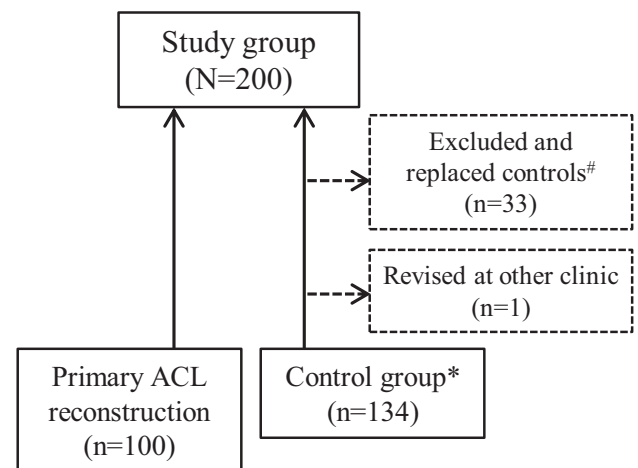 Study group
(N=200)
Excluded and
replaced controls#
(n=33)
Revised at other clinic
(n=1)
Primary ACL
reconstruction
(n=100)
Control group*
(n=134)